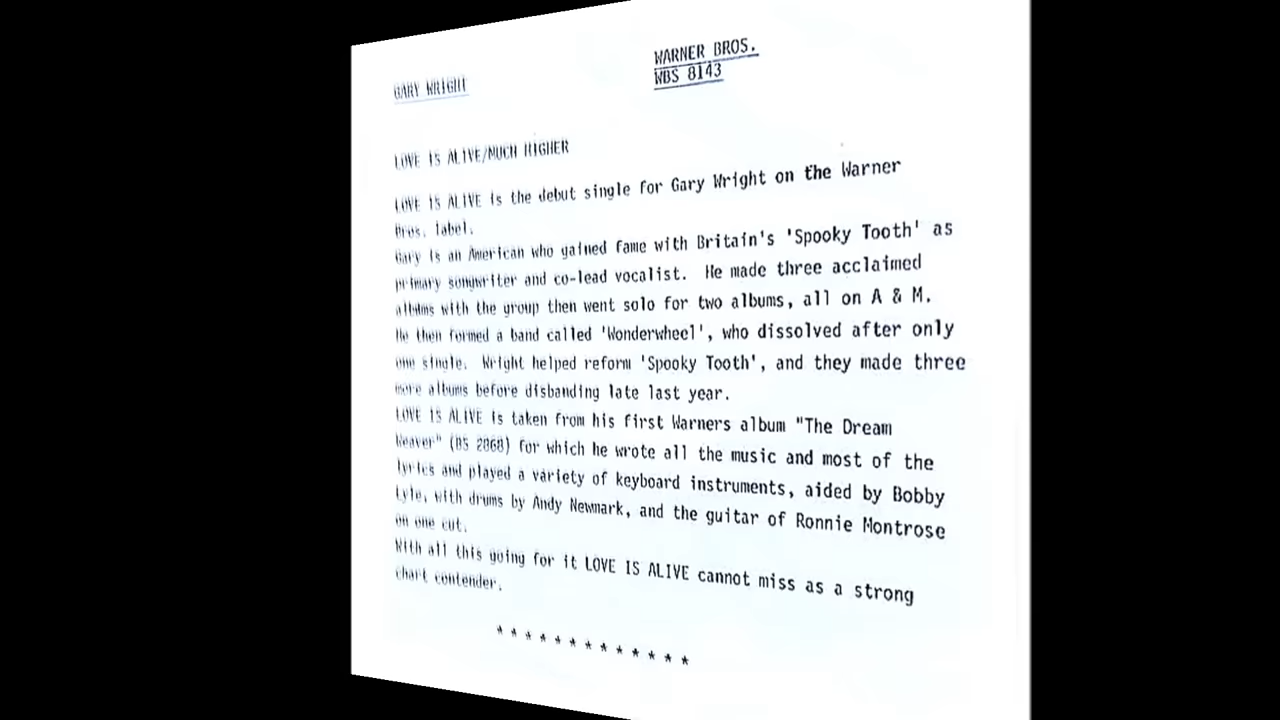 WARNER BROS.
GARY WRIGHT WBS 8143
LOVE IS ALIVE/MUCH HIGHER
LOVE IS ALIVE is the debut single for Gary Wright on the Warner
Bros. label.
Gary is an American who gained fame with Britain's 'Spooky Tooth' as
primary songwriter and co-lead vocalist. He made three acclaimed
albums with the group then went solo for two albums, all on A & M.
He then formed a band called 'Wonderwheel', who dissolved after only
one single. Wright helped reform 'Spooky Tooth', and they made three
more albums before disbanding late last year.
LOVE IS ALIVE is taken from his first Warners album "The Dream
Weaver" (BS 2868) for which he wrote all the music and most of the
lyrics and played a variety of keyboard instruments, aided by Bobby
Lyle, with drums by Andy Newmark, and the guitar of Ronnie Montrose
on one cut.
With all this going for it LOVE IS ALIVE cannot miss as a strong
chart contender.
* * * * * * * * * * * * *